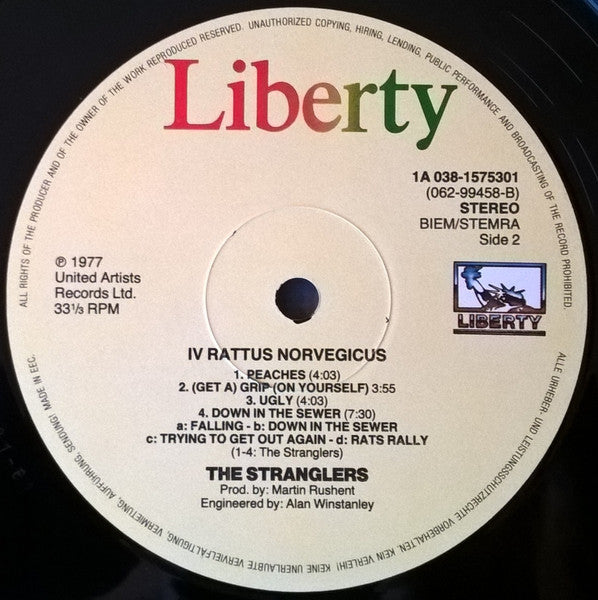 ALL RIGHTS OF THE PRODUCER AND OF THE OWNER OF THE WORK REPRODUCED RESERVED. UNAUTHORIZED COPYING, HIRING, LENDING, PUBLIC PERFORMANCE AND BROADCASTING OF THE RECORD PROHIBITED.
Liberty
1A 038-1575301
(062-99458-B)
STEREO
BIEM/STEMRA
Side 2
℗ 1977
United Artists
Records Ltd.
33⅓ RPM
LIBERTY
IV RATTUS NORVEGICUS
1. PEACHES (4:03)
2. (GET A) GRIP (ON YOURSELF) 3:55
3. UGLY (4:03)
4. DOWN IN THE SEWER (7:30)
a: FALLING - b: DOWN IN THE SEWER
c: TRYING TO GET OUT AGAIN - d: RATS RALLY
(1-4: The Stranglers)
THE STRANGLERS
Prod. by: Martin Rushent
Engineered by: Alan Winstanley
ALLE URHEBER- UND LEISTUNGSSCHUTZRECHTE VORBEHALTEN. KEIN VERLEIH! KEINE UNERLAUBTE VERVIELFALTIGUNG, VERMIETUNG, AUFFUHRUNG, SENDUNG! MADE IN EEC.